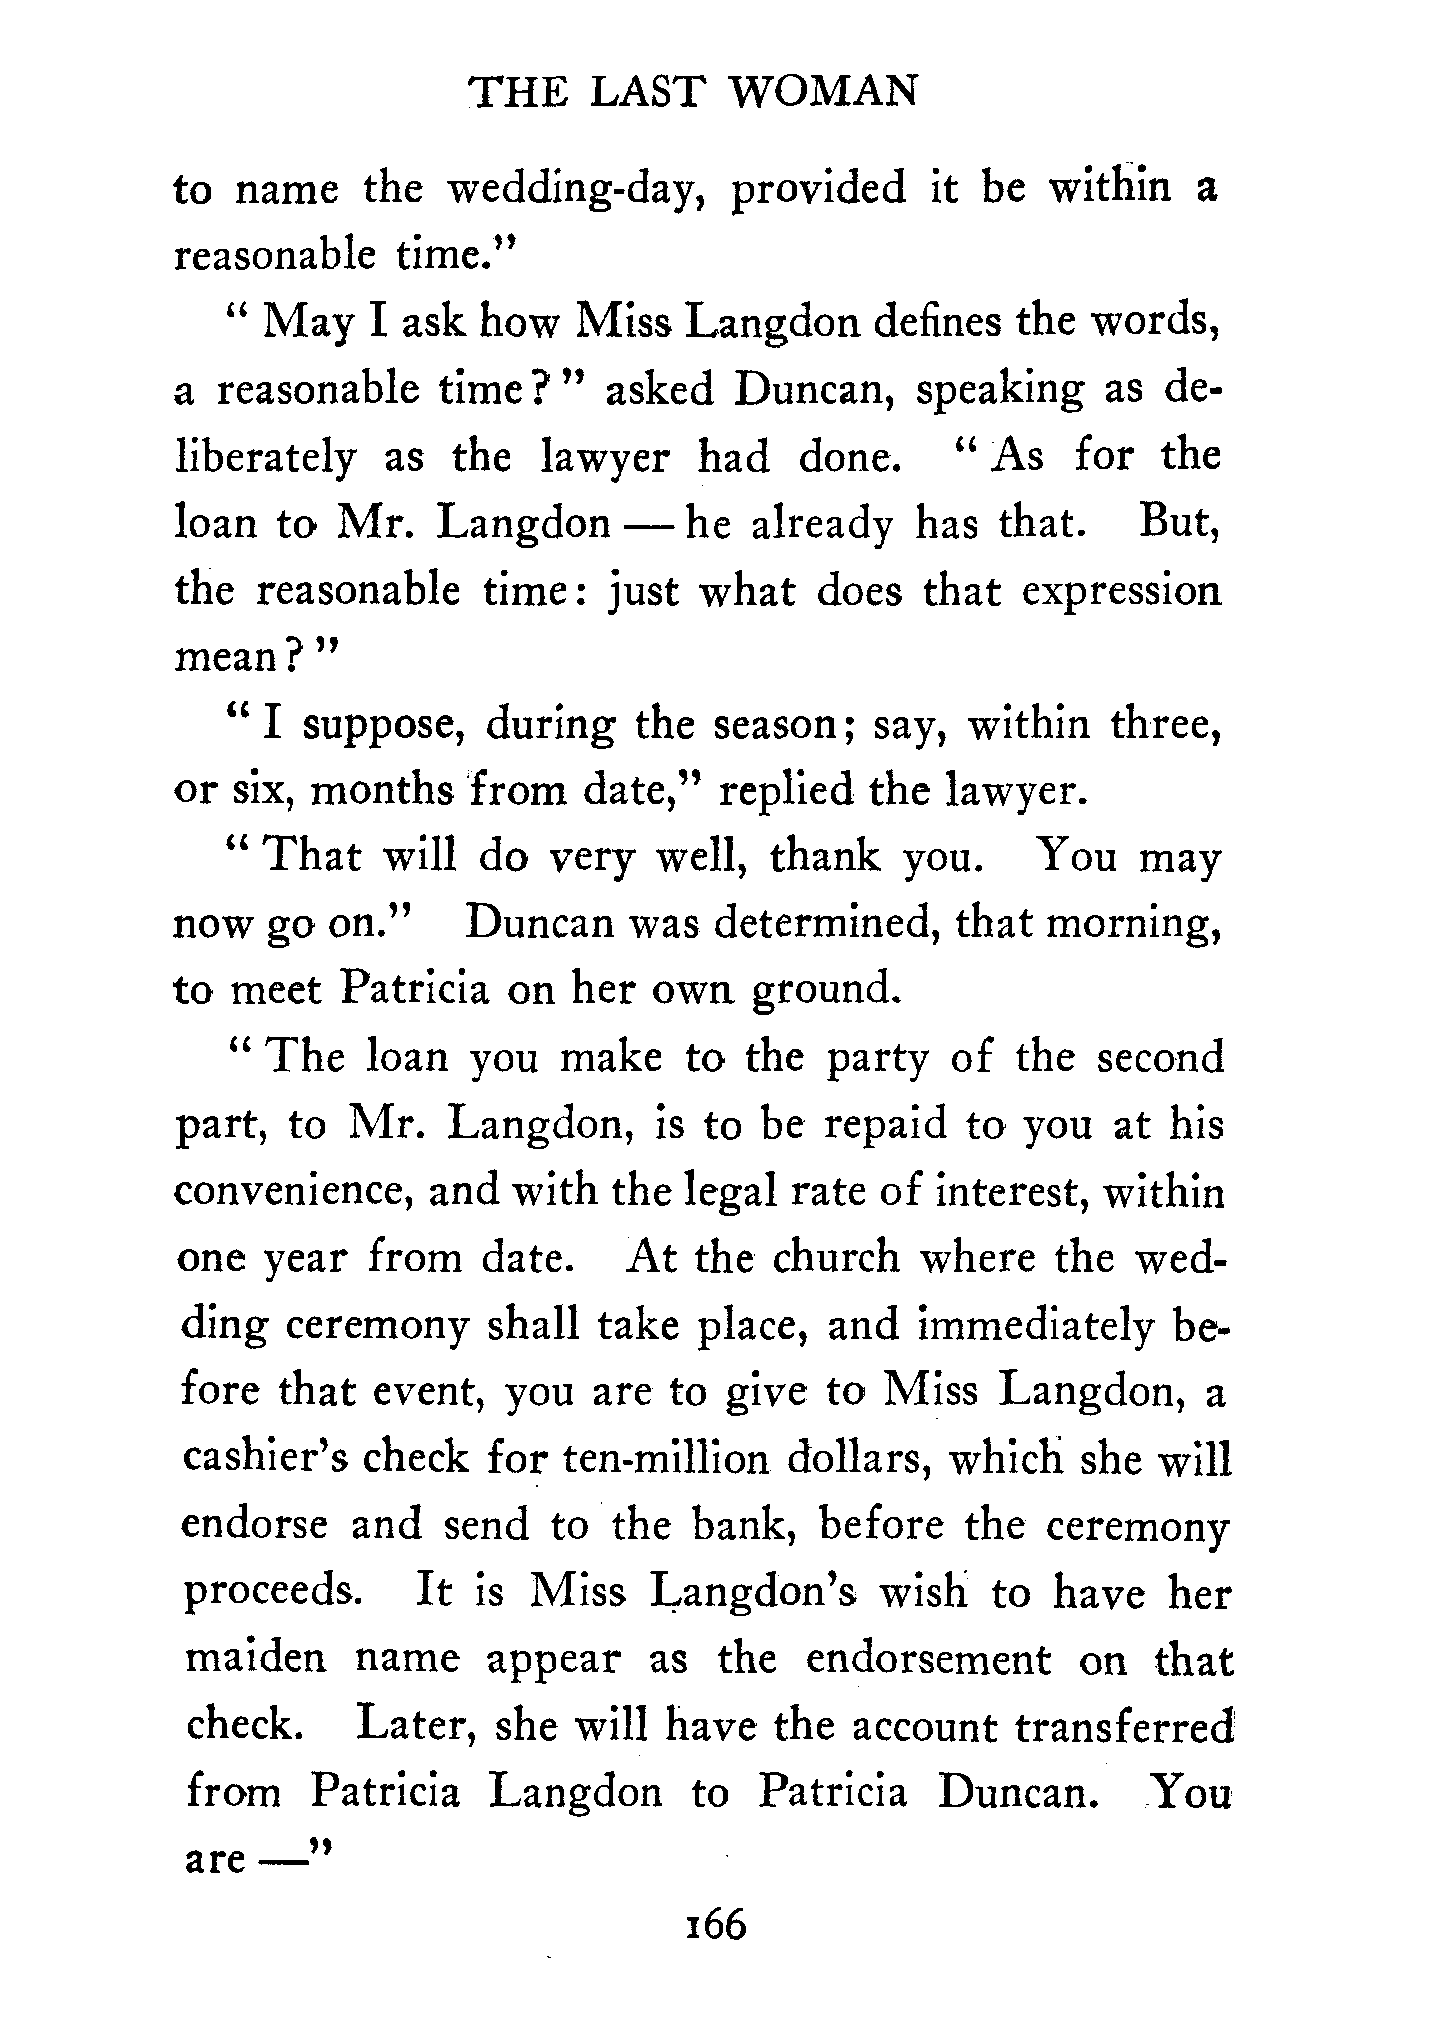 THE LAST WOMAN
to name the wedding-day, provided it be within a
reasonable time."
" May I ask how Miss Langdon defines the words,
a reasonable time? " asked Duncan, speaking as de-
liberately as the lawyer had done. " As for the
loan to Mr. Langdon — he already has that. But,
the reasonable time: just what does that expression
mean? "
" I suppose, during the season; say, within three,
or six, months from date," replied the lawyer.
" That will do very well, thank you. You may
now go on." Duncan was determined, that morning,
to meet Patricia on her own ground.
" The loan you make to the party of the second
part, to Mr. Langdon, is to be repaid to you at his
convenience, and with the legal rate of interest, within
one year from date. At the church where the wed-
ding ceremony shall take place, and immediately be-
fore that event, you are to give to Miss Langdon, a
cashier's check for ten-million dollars, which she will
endorse and send to the bank, before the ceremony
proceeds. It is Miss Langdon's wish to have her
maiden name appear as the endorsement on that
check. Later, she will have the account transferred
from Patricia Langdon to Patricia Duncan. You
are —"
166